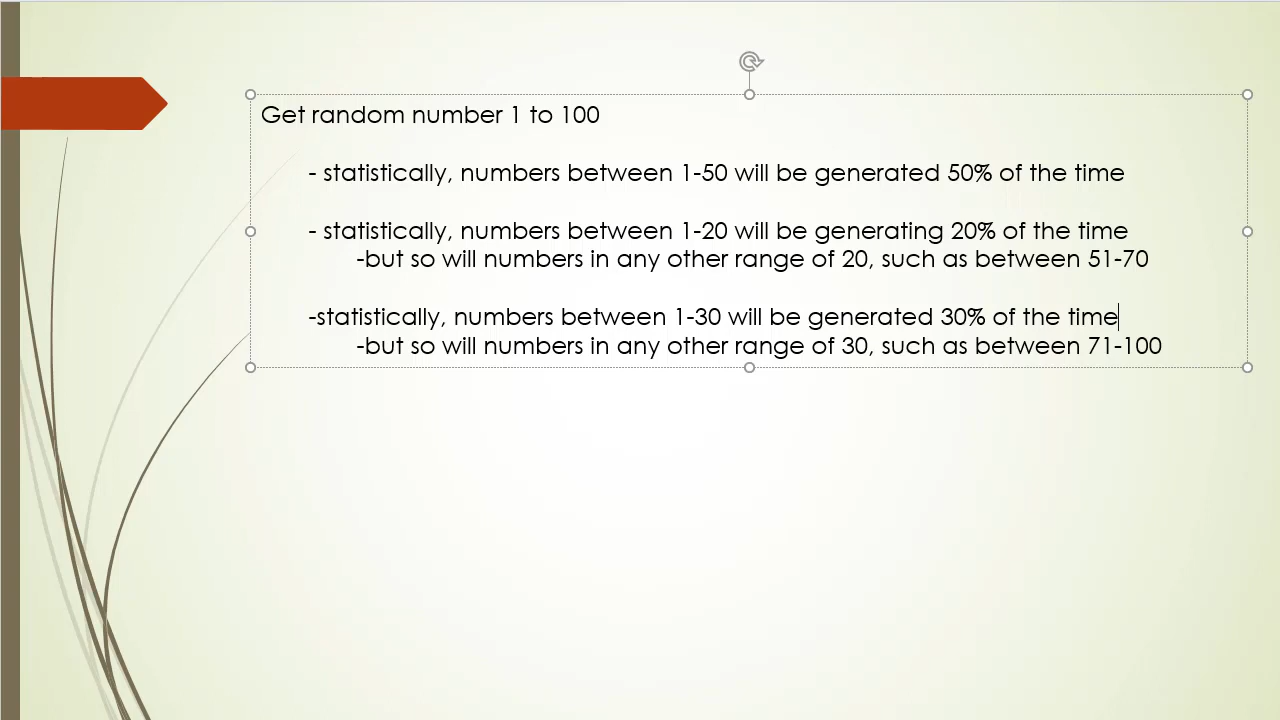 Get random number 1 to 100
- statistically, numbers between 1-50 will be generated 50% of the time
- statistically, numbers between 1-20 will be generating 20% of the time
-but so will numbers in any other range of 20, such as between 51-70
-statistically, numbers between 1-30 will be generated 30% of the time
-but so will numbers in any other range of 30, such as between 71-100